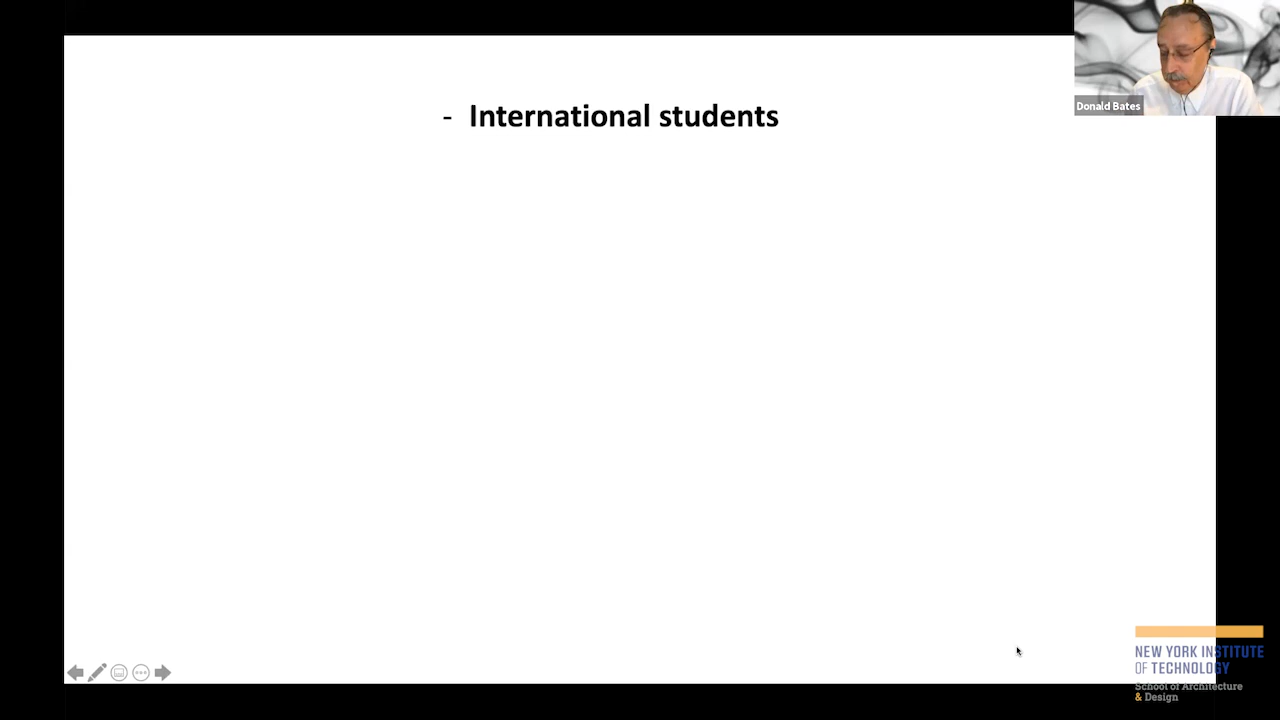 - International students
Donald Bates
NEW YORK INSTITUTE
OF TECHNOLOGY
School of Architecture
& Design